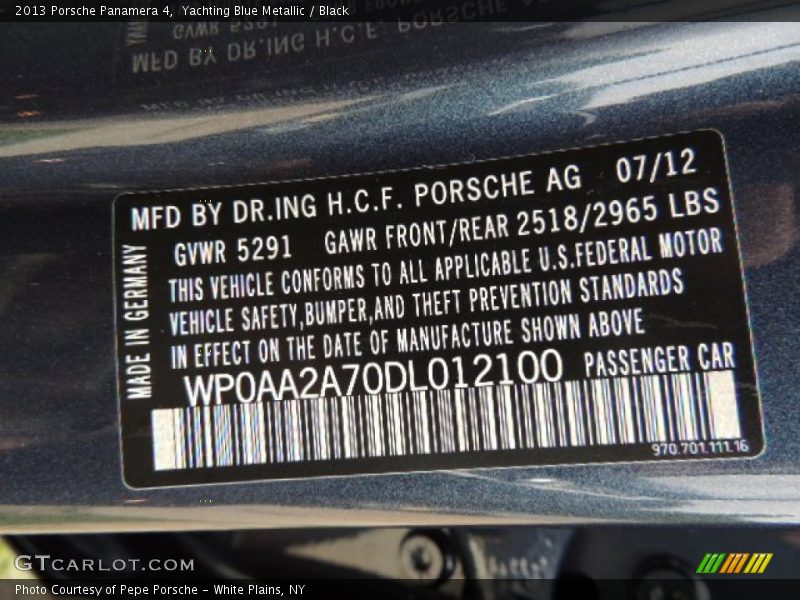 2013 Porsche Panamera 4,  Yachting Blue Metallic / Black
MFD BY DR.ING H.C.F. PORSCHE AG 07/12
GVWR 5291 GAWR FRONT/REAR 2518/2965 LBS
THIS VEHICLE CONFORMS TO ALL APPLICABLE U.S.FEDERAL MOTOR
VEHICLE SAFETY,BUMPER,AND THEFT PREVENTION STANDARDS
IN EFFECT ON THE DATE OF MANUFACTURE SHOWN ABOVE
WP0AA2A70DL012100 PASSENGER CAR
MADE IN GERMANY
970.701.111.16
GTCARLOT.COM
Photo Courtesy of Pepe Porsche - White Plains, NY